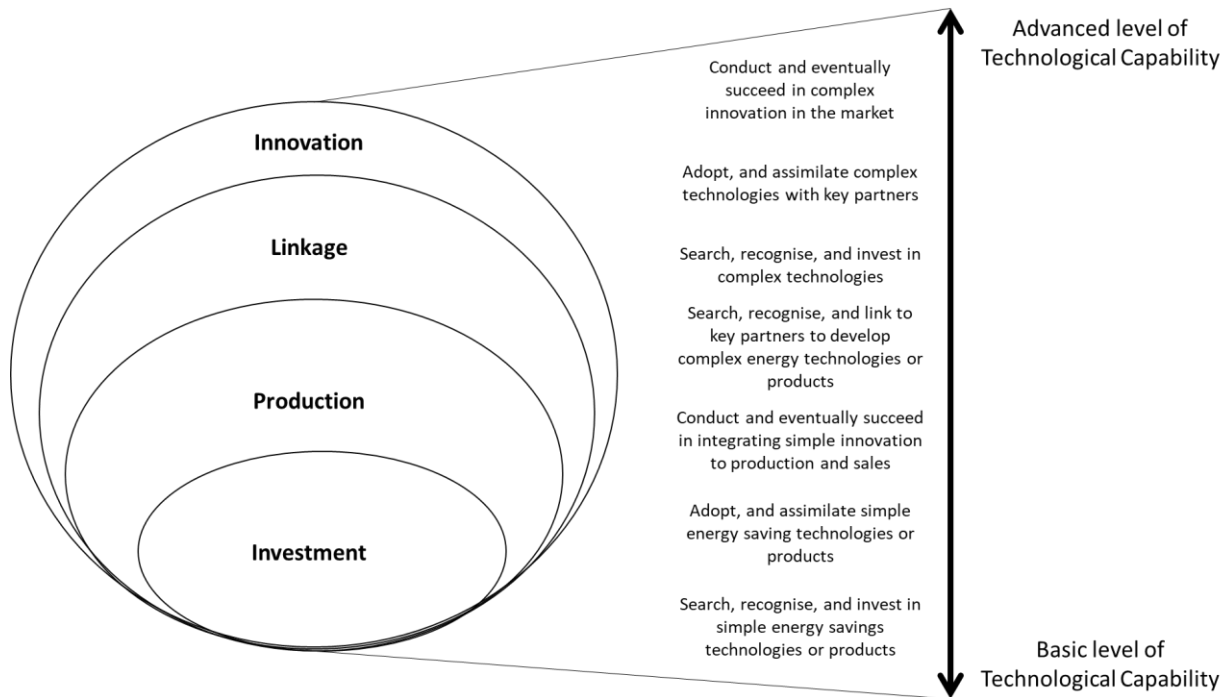 Innovation
Linkage
Production
Investment
Conduct and eventually
succeed in complex
innovation in the market
Adopt, and assimilate complex
technologies with key partners
Search, recognise, and invest in
complex technologies
Search, recognise, and link to
key partners to develop
complex energy technologies or
products
Conduct and eventually succeed
in integrating simple innovation
to production and sales
Adopt, and assimilate simple
energy saving technologies or
products
Search, recognise, and invest in
simple energy savings
technologies or products
Advanced level of
Technological Capability
Basic level of
Technological Capability